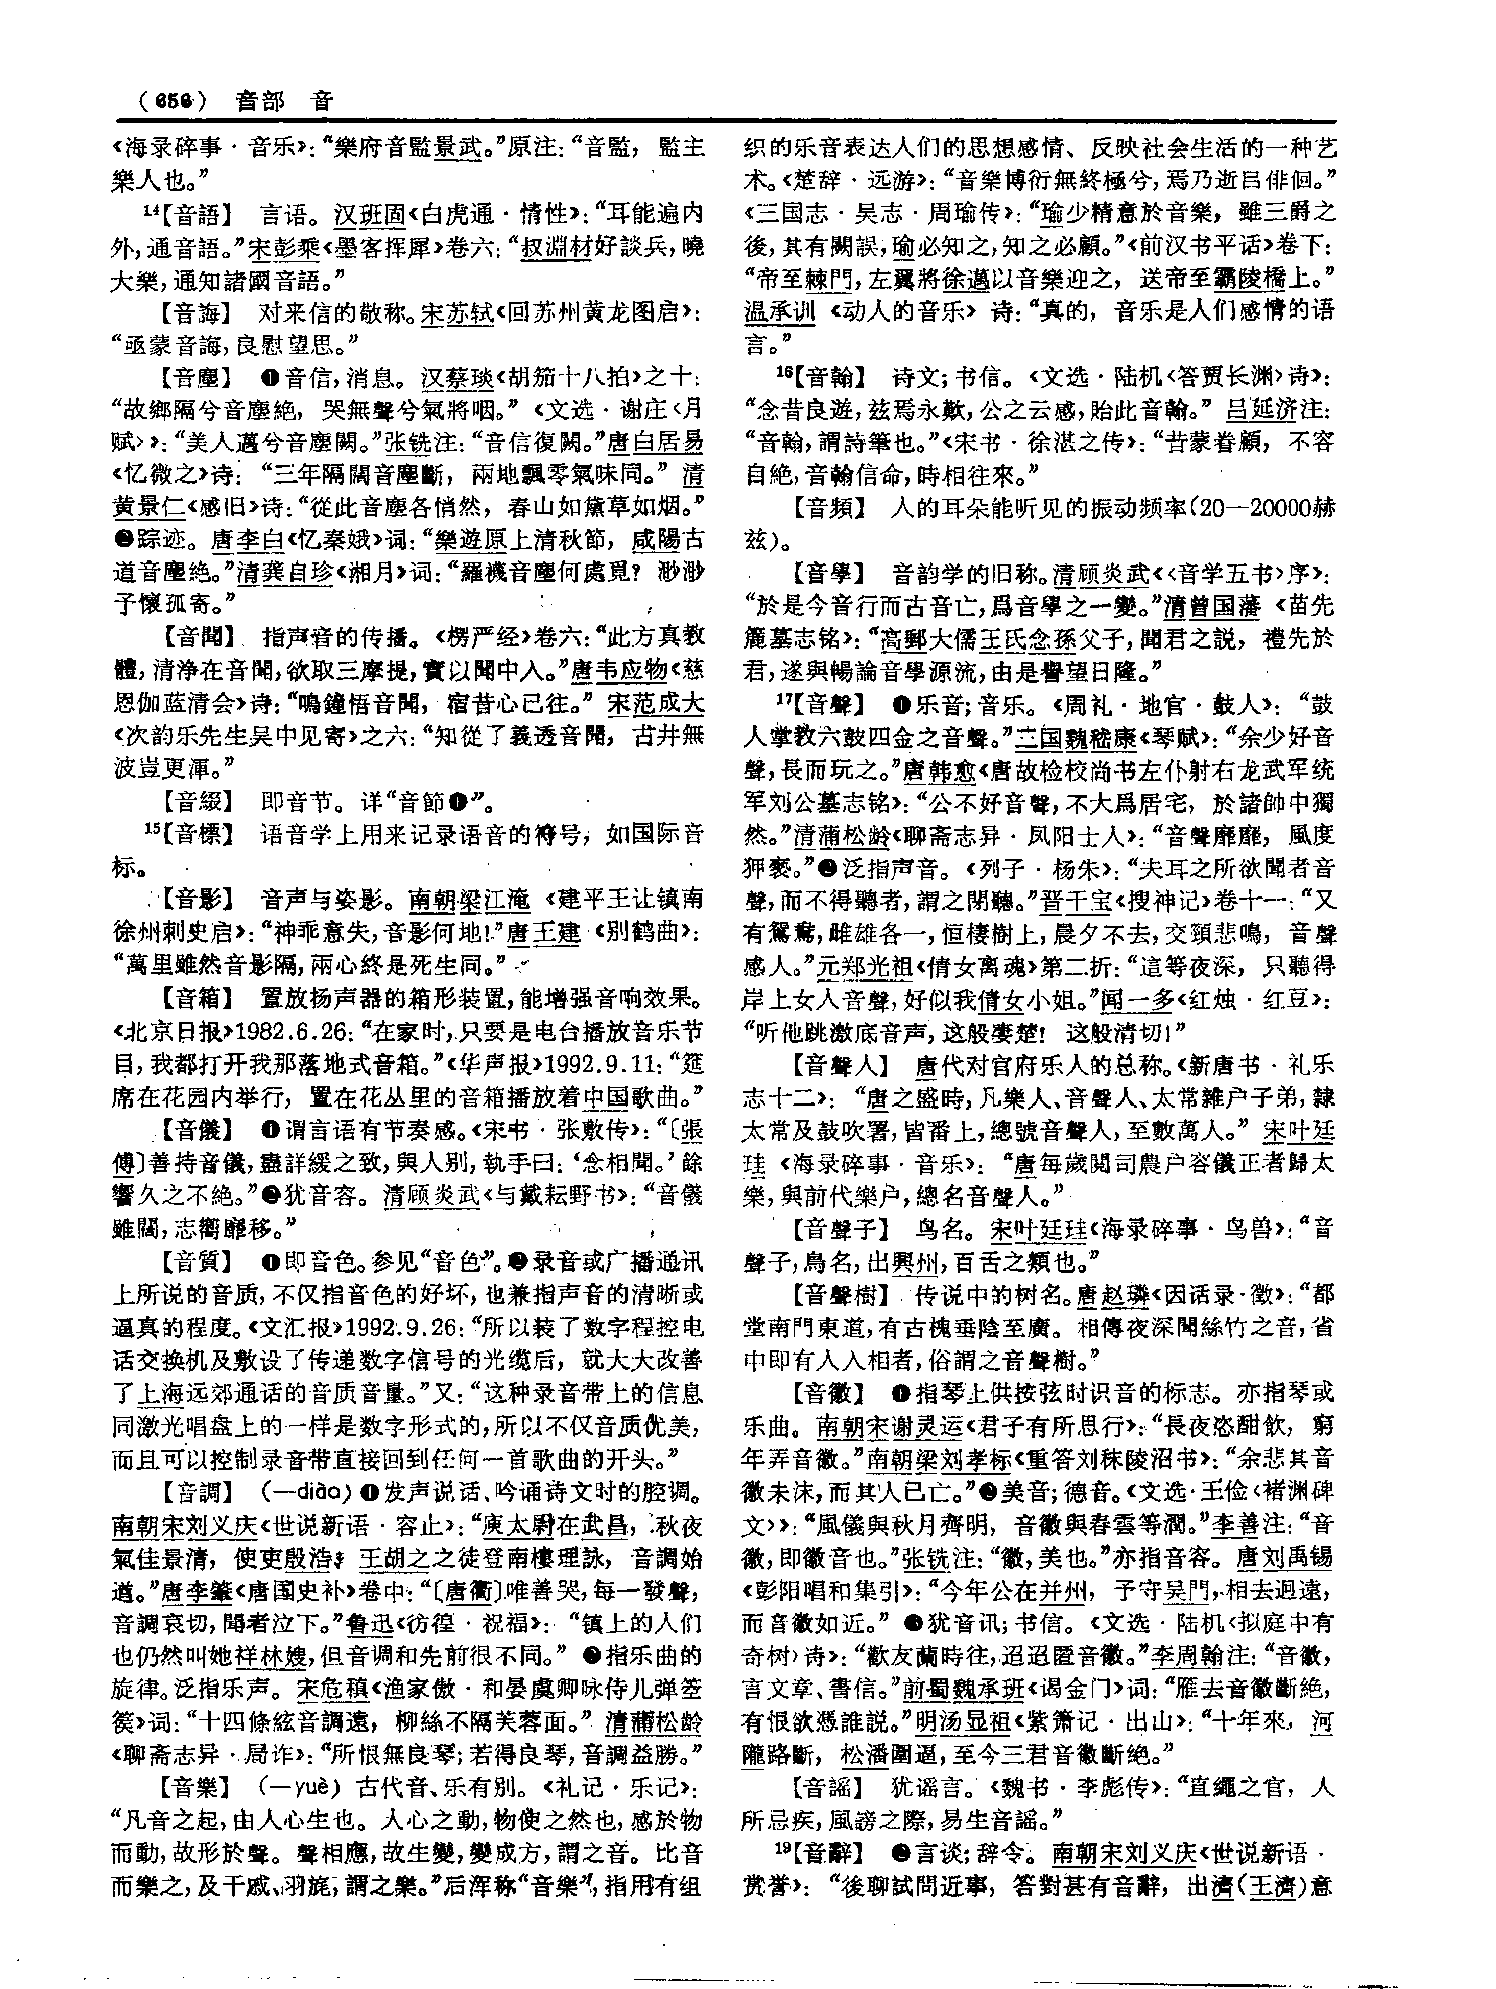 （656） 音部 音
《海录碎事·音乐》：“樂府音監景武。”原注：“音監，監主
樂人也。”
14【音語】 言语。汉班固《白虎通·情性》：“耳能遍内
外，通音語。”宋彭乘《墨客挥犀》卷六：“叔淵材好談兵，曉
大樂，通知諸國音語。”
【音誨】 对来信的敬称。宋苏轼《回苏州黄龙图启》：
“亟蒙音誨，良慰望思。”
【音塵】 ❶音信，消息。汉蔡琰《胡笳十八拍》之十：
“故鄉隔兮音塵絶，哭無聲兮氣將咽。”《文选·谢庄〈月
赋〉》：“美人邁兮音塵闕。”张铣注：“音信復闕。”唐白居易
《忆微之》诗：“三年隔闊音塵斷，兩地飄零氣味同。”清
黄景仁《感旧》诗：“從此音塵各悄然，春山如黛草如烟。”
❷踪迹。唐李白《忆秦娥》词：“樂遊原上清秋節，咸陽古
道音塵絶。”清龚自珍《湘月》词：“羅襪音塵何處覓？渺渺
予懷孤寄。”
【音聞】 指声音的传播。《楞严经》卷六：“此方真教
體，清浄在音聞，欲取三摩提，實以聞中入。”唐韦应物《慈
恩伽蓝清会》诗：“鳴鐘悟音聞，宿昔心已往。”宋范成大
《次韵乐先生吴中见寄》之六：“知從了義透音聞，古井無
波豈更渾。”
【音綴】 即音节。详“音節❶”。
15【音標】 语音学上用来记录语音的符号，如国际音
标。
【音影】 音声与姿影。南朝梁江淹《建平王让镇南
徐州刺史启》：“神乖意失，音影何地！”唐王建《别鹤曲》：
“萬里雖然音影隔，兩心終是死生同。”
【音箱】 置放扬声器的箱形装置，能增强音响效果。
《北京日报》1982.6.26：“在家时，只要是电台播放音乐节
目，我都打开我那落地式音箱。”《华声报》1992.9.11：“筵
席在花园内举行，置在花丛里的音箱播放着中国歌曲。”
【音儀】 ❶谓言语有节奏感。《宋书·张敷传》：“〔張
傅〕善持音儀，盡詳緩之致，與人别，執手曰：‘念相聞。’餘
響久之不絶。”❷犹音容。清顾炎武《与戴耘野书》：“音儀
雖闊，志嚮靡移。”
【音質】 ❶即音色。参见“音色”。❷录音或广播通讯
上所说的音质，不仅指音色的好坏，也兼指声音的清晰或
逼真的程度。《文汇报》1992.9.26：“所以装了数字程控电
话交换机及敷设了传递数字信号的光缆后，就大大改善
了上海远郊通话的音质音量。”又：“这种录音带上的信息
同激光唱盘上的一样是数字形式的，所以不仅音质优美，
而且可以控制录音带直接回到任何一首歌曲的开头。”
【音調】 （—diào）❶发声说话、吟诵诗文时的腔调。
南朝宋刘义庆《世说新语·容止》：“庾太尉在武昌，秋夜
氣佳景清，使吏殷浩、王胡之之徒登南樓理詠，音調始
遒。”唐李肇《唐国史补》卷中：“〔唐衢〕唯善哭，每一發聲，
音調哀切，聞者泣下。”鲁迅《彷徨·祝福》：“镇上的人们
也仍然叫她祥林嫂，但音调和先前很不同。”❷指乐曲的
旋律。泛指乐声。宋危稹《渔家傲·和晏虞卿咏侍儿弹箜
篌》词：“十四條絃音調遠，柳絲不隔芙蓉面。”清蒲松龄
《聊斋志异·局诈》：“所恨無良琴；若得良琴，音調益勝。”
【音樂】 （—yuè）古代音、乐有别。《礼记·乐记》：
“凡音之起，由人心生也。人心之動，物使之然也，感於物
而動，故形於聲。聲相應，故生變，變成方，謂之音。比音
而樂之，及干戚、羽旄，謂之樂。”后浑称“音樂”，指用有组
织的乐音表达人们的思想感情、反映社会生活的一种艺
术。《楚辞·远游》：“音樂博衍無終極兮，焉乃逝吕俳佪。”
《三国志·吴志·周瑜传》：“瑜少精意於音樂，雖三爵之
後，其有闕誤，瑜必知之，知之必顧。”《前汉书平话》卷下：
“帝至棘門，左翼將徐邁以音樂迎之，送帝至霸陵橋上。”
温承训《动人的音乐》诗：“真的，音乐是人们感情的语
言。”
16【音翰】 诗文；书信。《文选·陆机〈答贾长渊〉诗》：
“念昔良遊，兹焉永歎，公之云感，貽此音翰。”吕延济注：
“音翰，謂詩筆也。”《宋书·徐湛之传》：“昔蒙眷顧，不容
自絶，音翰信命，時相往來。”
【音頻】 人的耳朵能听见的振动频率（20—20000赫
兹）。
【音學】 音韵学的旧称。清顾炎武《〈音学五书〉序》：
“於是今音行而古音亡，爲音學之一變。”清曾国藩《苗先
簏墓志铭》：“高郵大儒王氏念孫父子，聞君之説，禮先於
君，遂與暢論音學源流，由是譽望日隆。”
17【音聲】 ❶乐音；音乐。《周礼·地官·鼓人》：“鼓
人掌教六鼓四金之音聲。”三国魏嵇康《琴赋》：“余少好音
聲，長而玩之。”唐韩愈《唐故检校尚书左仆射右龙武军统
军刘公墓志铭》：“公不好音聲，不大爲居宅，於諸帥中獨
然。”清蒲松龄《聊斋志异·凤阳士人》：“音聲靡靡，風度
狎褻。”❷泛指声音。《列子·杨朱》：“夫耳之所欲聞者音
聲，而不得聽者，謂之閼聰。”晋干宝《搜神记》卷十一：“又
有鴛鴦，雌雄各一，恒棲樹上，晨夕不去，交頸悲鳴，音聲
感人。”元郑光祖《倩女离魂》第二折：“這等夜深，只聽得
岸上女人音聲，好似我倩女小姐。”闻一多《红烛·红豆》：
“听他跳激底音声，这般凄楚！这般清切！”
【音聲人】 唐代对官府乐人的总称。《新唐书·礼乐
志十二》：“唐之盛時，凡樂人、音聲人、太常雜户子弟，隸
太常及鼓吹署，皆番上，總號音聲人，至數萬人。”宋叶廷
珪《海录碎事·音乐》：“唐每歲閲司農户容儀正者歸太
樂，與前代樂户，總名音聲人。”
【音聲子】 鸟名。宋叶廷珪《海录碎事·鸟兽》：“音
聲子，鳥名，出興州，百舌之類也。”
【音聲樹】 传说中的树名。唐赵璘《因话录·徵》：“都
堂南門東道，有古槐垂陰至廣。相傳夜深聞絲竹之音，省
中即有人入相者，俗謂之音聲樹。”
【音徽】 ❶指琴上供按弦时识音的标志。亦指琴或
乐曲。南朝宋谢灵运《君子有所思行》：“長夜恣酣飲，窮
年弄音徽。”南朝梁刘孝标《重答刘秣陵沼书》：“余悲其音
徽未沬，而其人已亡。”❷美音；德音。《文选·王俭〈褚渊碑
文〉》：“風儀與秋月齊明，音徽與春雲等潤。”李善注：“音
徽，即徽音也。”张铣注：“徽，美也。”亦指音容。唐刘禹锡
《彭阳唱和集引》：“今年公在并州，予守吴門，相去迥遠，
而音徽如近。”❸犹音讯；书信。《文选·陆机〈拟庭中有
奇树〉诗》：“歡友蘭時往，迢迢匿音徽。”李周翰注：“音徽，
言文章、書信。”前蜀魏承班《谒金门》词：“雁去音徽斷絶，
有恨欲憑誰説。”明汤显祖《紫箫记·出山》：“十年來，河
隴路斷，松潘圍逼，至今三君音徽斷絶。”
【音謡】 犹谣言。《魏书·李彪传》：“直繩之官，人
所忌疾，風謗之際，易生音謡。”
19【音辭】 ❶言谈；辞令。南朝宋刘义庆《世说新语·
赏誉》：“後聊試問近事，答對甚有音辭，出濟（王濟）意